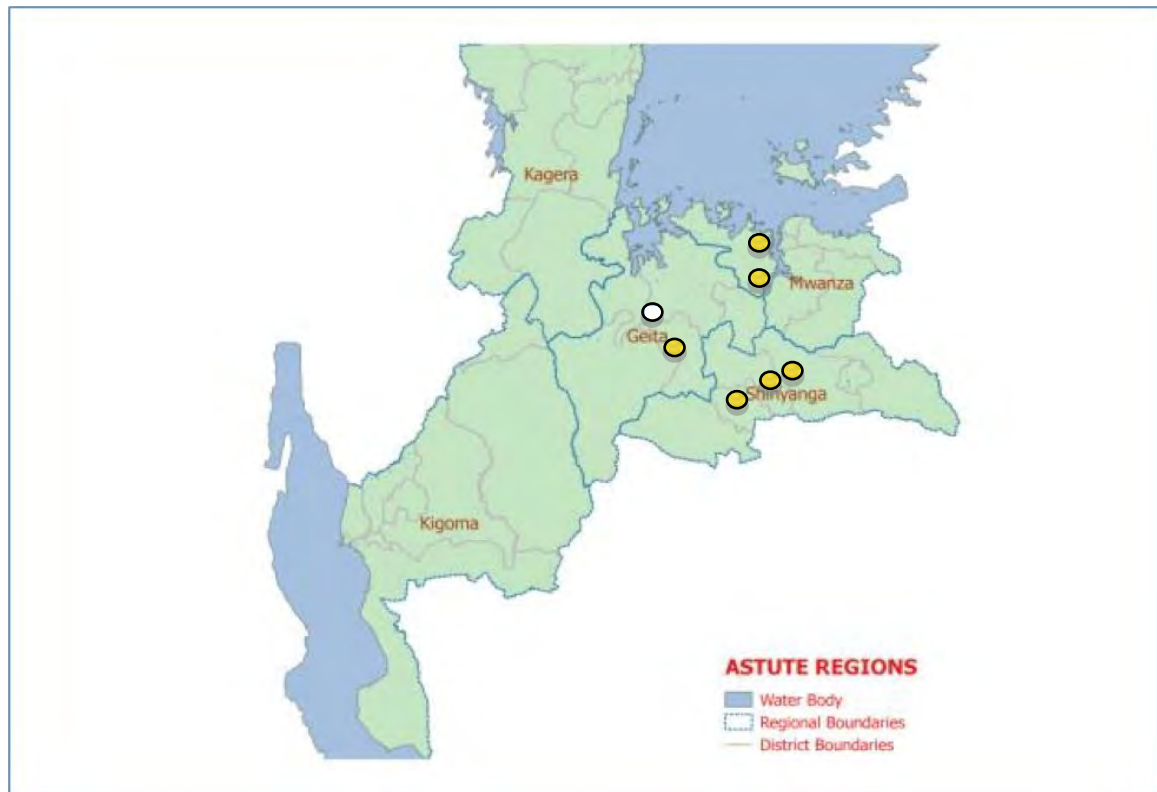 Kagera
Mwanza
Geita
Shinyanga
Kigoma
ASTUTE REGIONS
Water Body
Regional Boundaries
District Boundaries